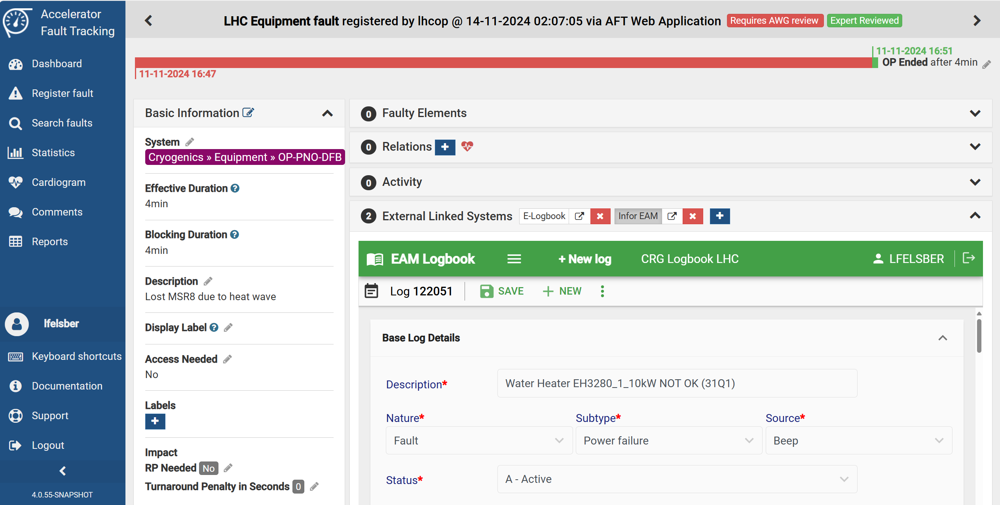 Accelerator
Fault Tracking
Dashboard
Register fault
Search faults
Statistics
Cardiogram
Comments
Reports
lfelsber
Keyboard shortcuts
Documentation
Support
Logout
4.0.55-SNAPSHOT
LHC Equipment fault registered by lhcop @ 14-11-2024 02:07:05 via AFT Web Application Requires AWG review Expert Reviewed
11-11-2024 16:51
OP Ended after 4min
11-11-2024 16:47
Basic Information
System
Cryogenics » Equipment » OP-PNO-DFB
Effective Duration ?
4min
Blocking Duration ?
4min
Description
Lost MSR8 due to heat wave
Display Label ?
Access Needed
No
Labels
+
Impact
RP Needed No
Turnaround Penalty in Seconds 0
0 Faulty Elements
0 Relations +
0 Activity
2 External Linked Systems E-Logbook Infor EAM +
EAM Logbook + New log CRG Logbook LHC LFELSBER
Log 122051 SAVE + NEW
Base Log Details
Description* Water Heater EH3280_1_10kW NOT OK (31Q1)
Nature* Subtype* Source*
Fault Power failure Beep
Status* A - Active